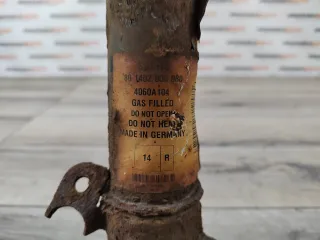 4060A104
GAS FILLED
DO NOT OPEN
DO NOT HEAT
MADE IN GERMANY
14 R